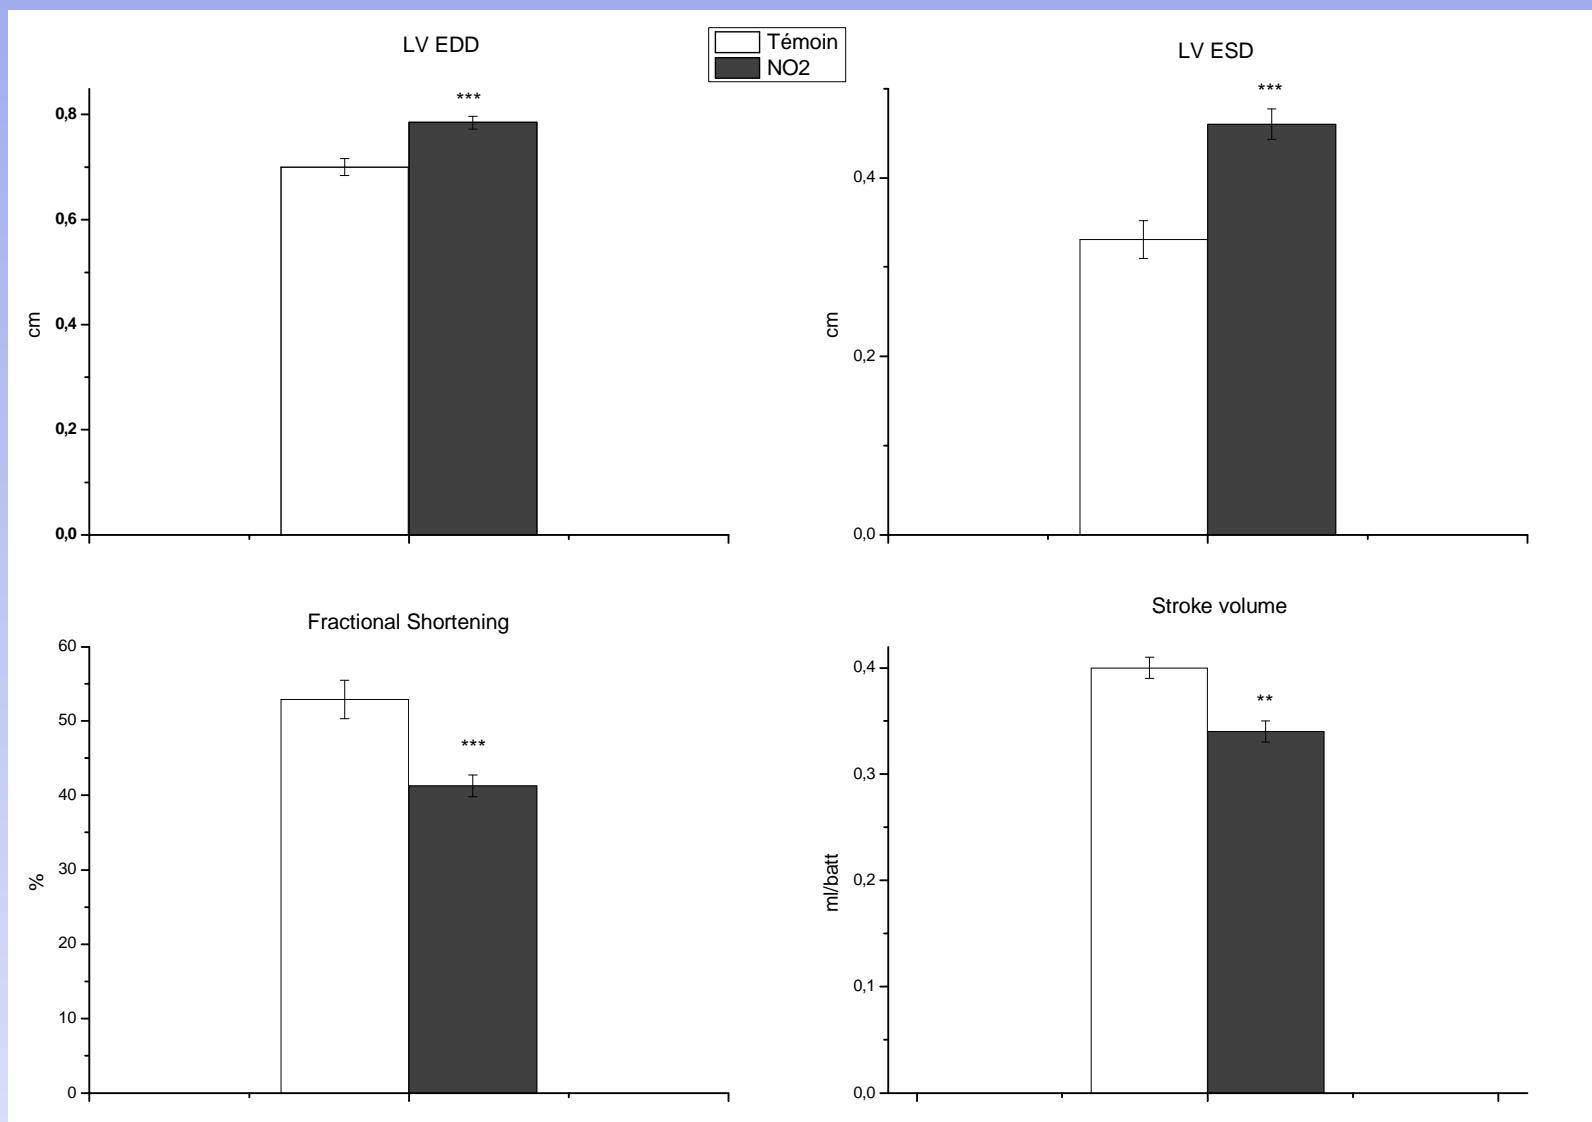 LV EDD
Témoin
NO2
LV ESD
***
0,8
0,6
0,4
0,2
0,0
cm
***
0,4
0,2
0,0
cm
Fractional Shortening
60
50
40
30
20
10
0
%
***
Stroke volume
0,4
0,3
0,2
0,1
0,0
ml/batt
**